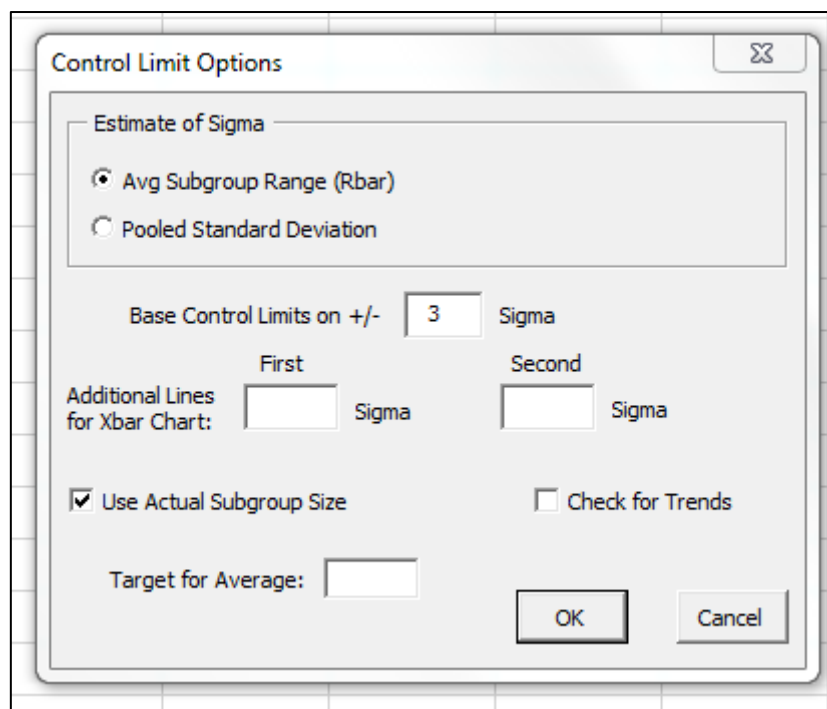 Control Limit Options
Estimate of Sigma
Avg Subgroup Range (Rbar)
Pooled Standard Deviation
Base Control Limits on +/- 3 Sigma
First Second
Additional Lines
for Xbar Chart: Sigma Sigma
Use Actual Subgroup Size Check for Trends
Target for Average:
OK Cancel